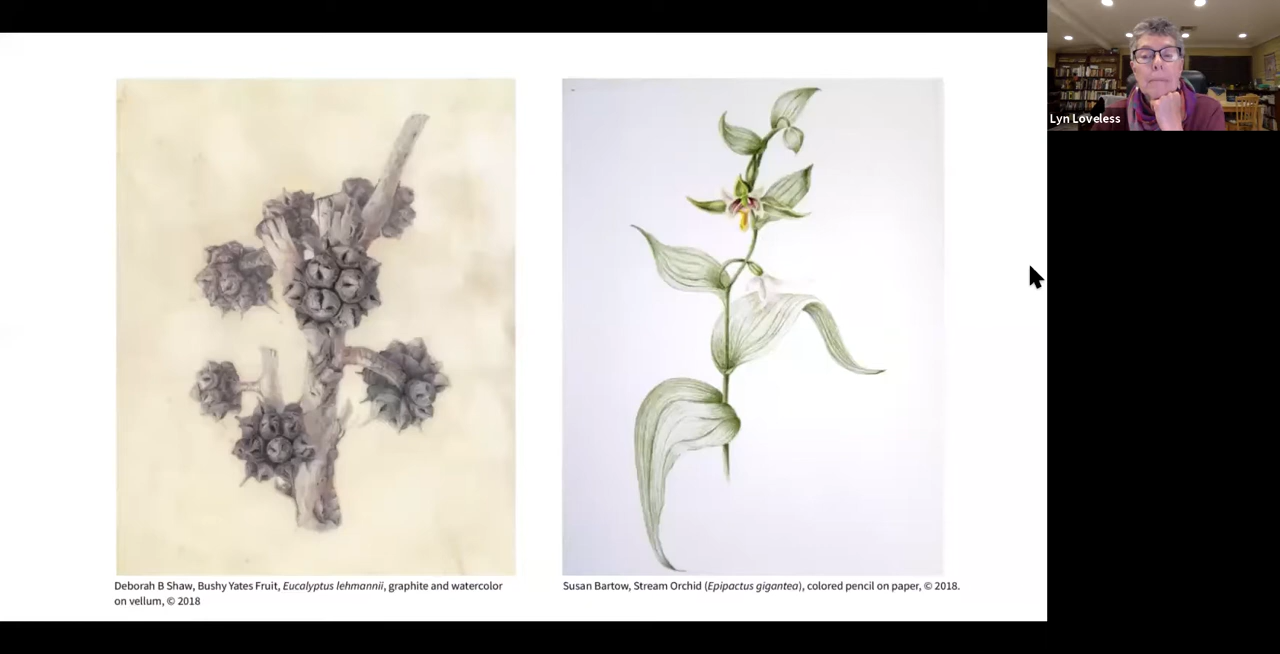 Lyn Loveless
Deborah B Shaw, Bushy Yates Fruit, Eucalyptus lehmannii, graphite and watercolor
on vellum, © 2018
Susan Bartow, Stream Orchid (Epipactus gigantea), colored pencil on paper, © 2018.